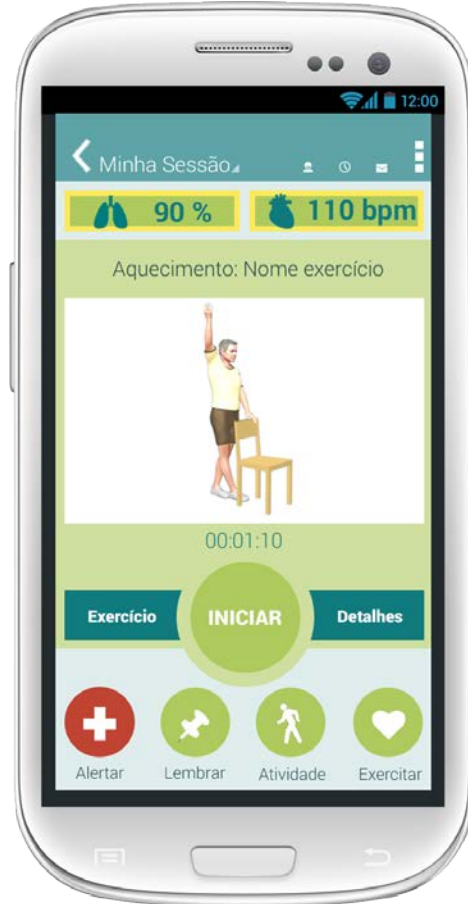 12:00
Minha Sessão
90 %
110 bpm
Aquecimento: Nome exercício
00:01:10
Exercício
INICIAR
Detalhes
Alertar
Lembrar
Atividade
Exercitar